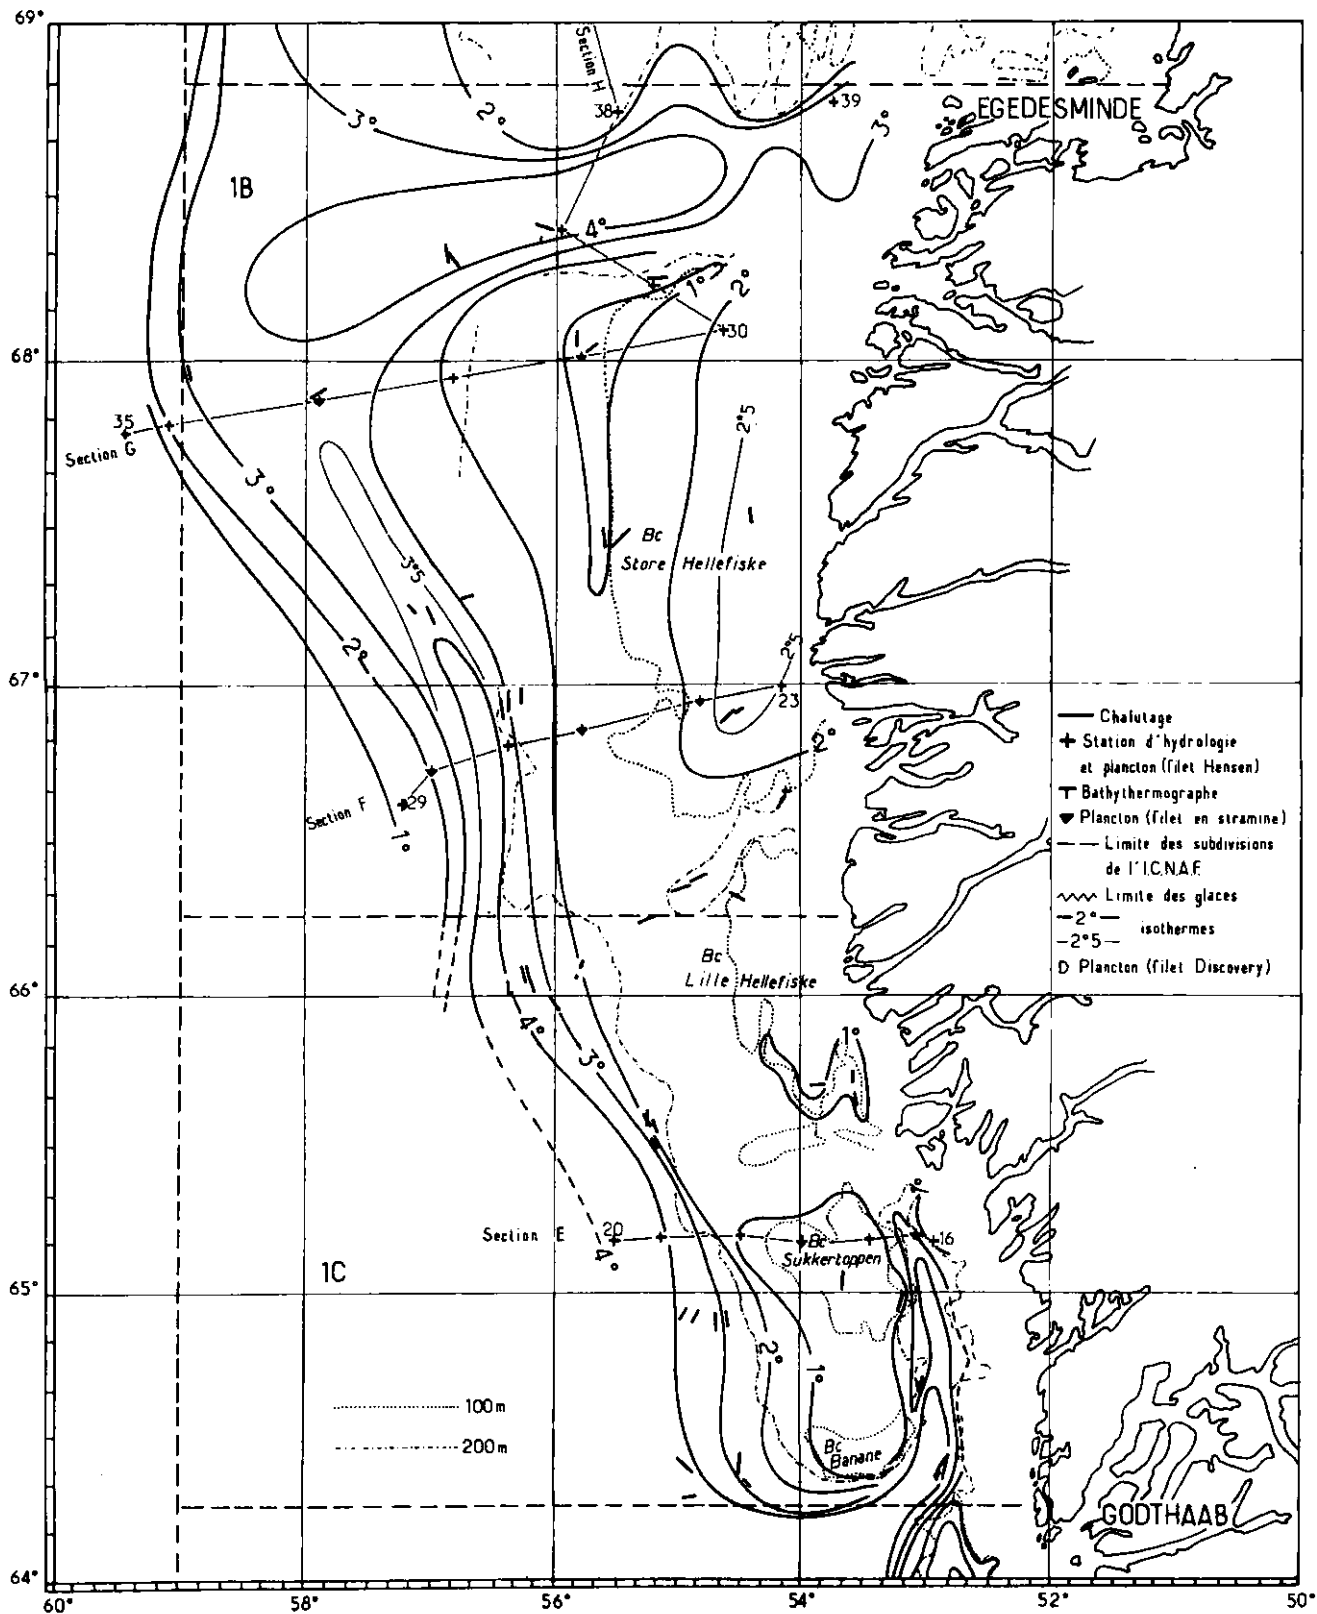 69°
Section H
38
39
EGEDESMINDE
3°
2°
3°
1B
4°
1°
2°
30
68°
35
Section G
2°5
3°
Bc
Store Hellefiske
3°5
2°
2°5
67°
23
2°
Section F
29
1°
Chalutage
Station d'hydrologie
et plancton (filet Hensen)
Bathythermographe
Plancton (filet en stramine)
Limite des subdivisions
de l'I.C.N.A.F.
Limite des glaces
2°
isothermes
2°5
Plancton (filet Discovery)
Bc
Lille Hellefiske
66°
4°
3°
1°
Section E
20
4°
Bc
Sukkertoppen
1°
16
1C
65°
2°
1°
100m
200m
Bc
Banane
GODTHAAB
64°
60°
58°
56°
54°
52°
50°